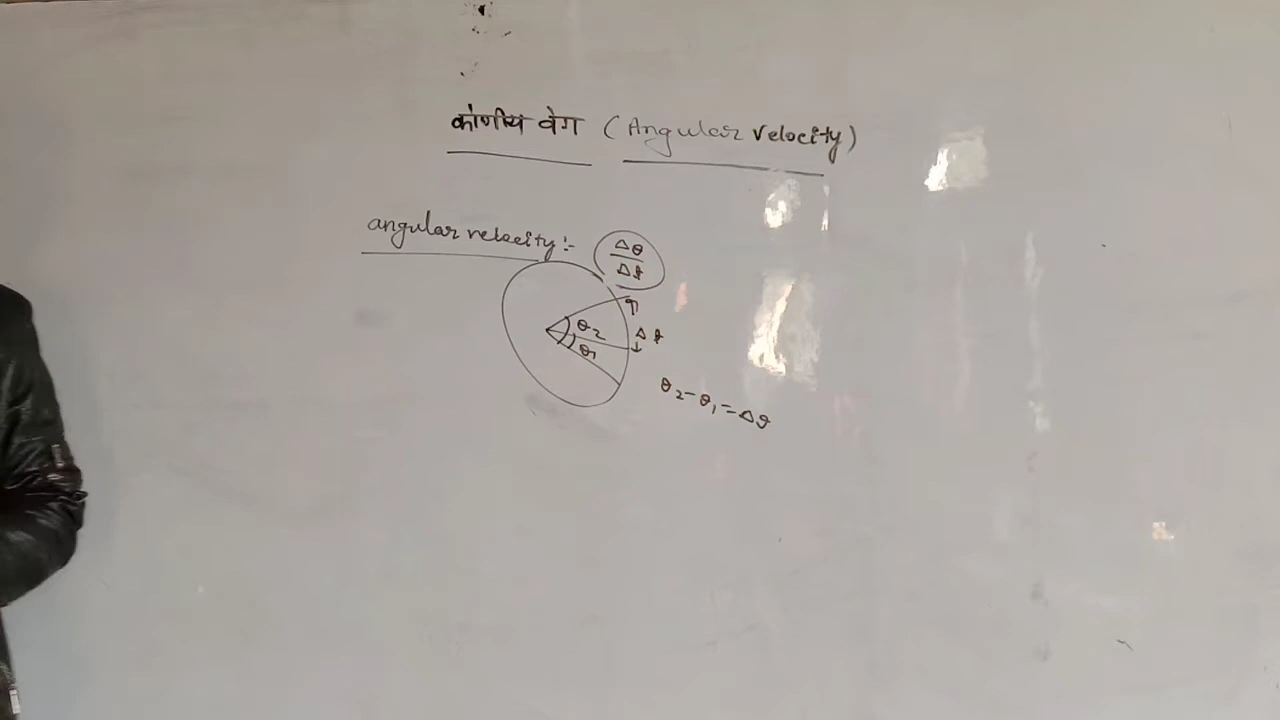 कोणीय वेग (Angular velocity)
angular velocity :- Δθ
Δt
θ2
Δt
θ1
θ2-θ1=Δθ